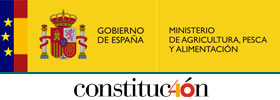 GOBIERNO
DE ESPAÑA
MINISTERIO
DE AGRICULTURA, PESCA
Y ALIMENTACIÓN
constituc40n